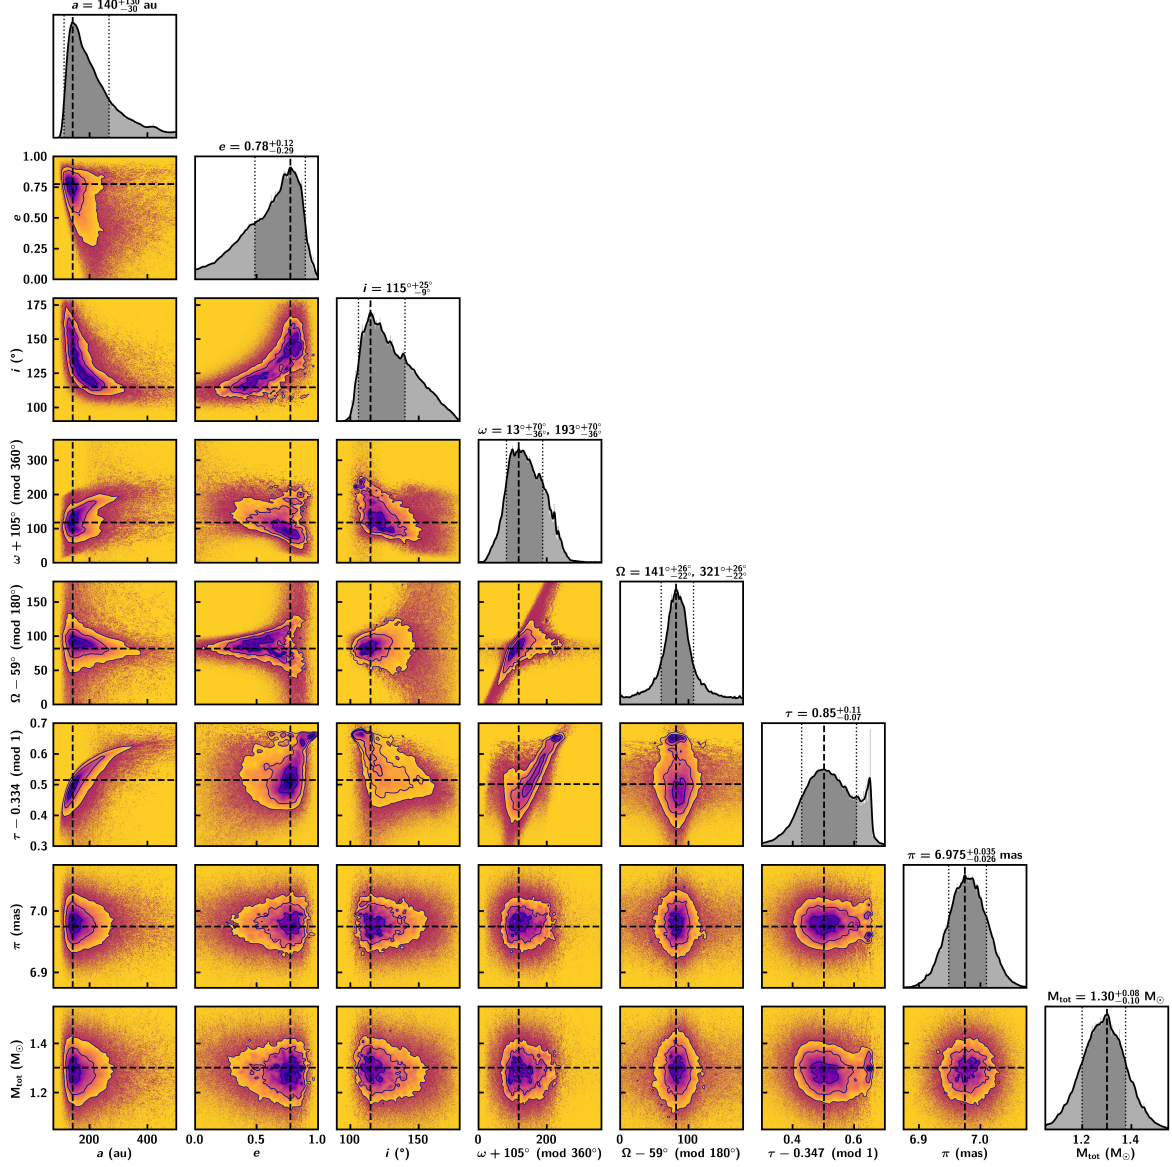 a = 140+130−30 au
e = 0.78+0.12−0.29
1.00
0.75
0.50
0.25
0.00
e
i = 115°+25°−9°
175
150
125
100
i (°)
ω = 13°+70°−36°, 193°+70°−36°
300
200
100
0
ω + 105° (mod 360°)
Ω = 141°+26°−22°, 321°+26°−22°
150
100
50
0
Ω − 59° (mod 180°)
τ = 0.85+0.11−0.07
0.7
0.6
0.5
0.4
0.3
τ − 0.334 (mod 1)
π = 6.975+0.035−0.026 mas
7.0
6.9
π (mas)
Mtot = 1.30+0.08−0.10 M⊙
1.4
1.2
Mtot (M⊙)
200 400 0.0 0.5 1.0 100 150 0 100 200 300 0 100 0.4 0.6 6.9 7.0 1.2 1.4
a (au) e i (°) ω + 105° (mod 360°) Ω − 59° (mod 180°) τ − 0.347 (mod 1) π (mas) Mtot (M⊙)